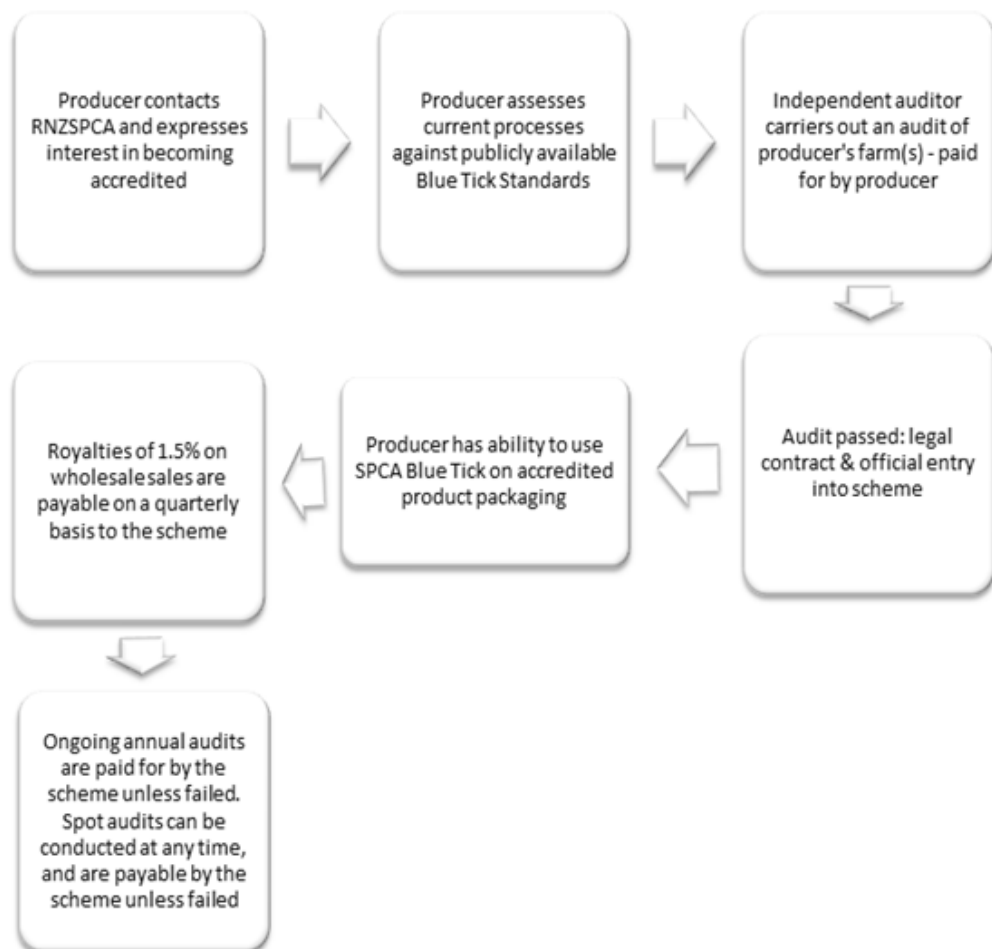 Producer contacts
RNZSPCA and expresses
interest in becoming
accredited
Producer assesses
current processes
against publicly available
Blue Tick Standards
Independent auditor
carriers out an audit of
producer's farm(s) - paid
for by producer
Audit passed: legal
contract & official entry
into scheme
Producer has ability to use
SPCA Blue Tick on accredited
product packaging
Royalties of 1.5% on
wholesale sales are
payable on a quarterly
basis to the scheme
Ongoing annual audits
are paid for by the
scheme unless failed.
Spot audits can be
conducted at any time,
and are payable by the
scheme unless failed